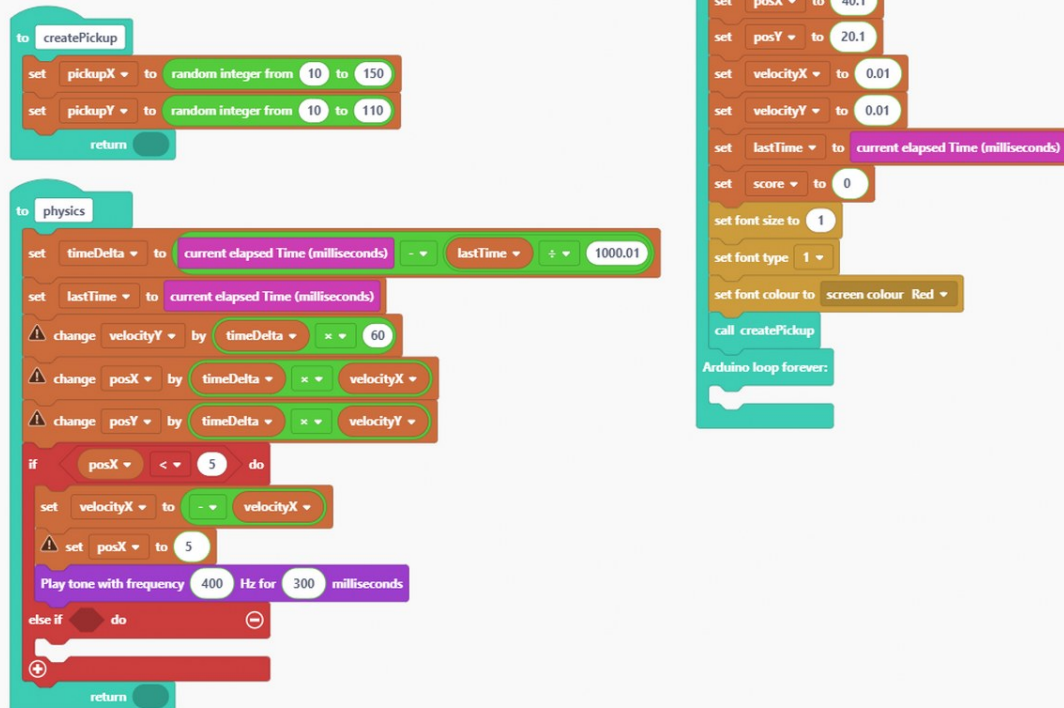 to createPickup
set pickupX to random integer from 10 to 150
set pickupY to random integer from 10 to 110
return
to physics
set timeDelta to current elapsed Time (milliseconds) - lastTime ÷ 1000.01
set lastTime to current elapsed Time (milliseconds)
change velocityY by timeDelta × 60
change posX by timeDelta × velocityX
change posY by timeDelta × velocityY
if posX < 5 do
set velocityX to - velocityX
set posX to 5
Play tone with frequency 400 Hz for 300 milliseconds
else if do
return
set posX to 40.1
set posY to 20.1
set velocityX to 0.01
set velocityY to 0.01
set lastTime to current elapsed Time (milliseconds)
set score to 0
set font size to 1
set font type 1
set font colour to screen colour Red
call createPickup
Arduino loop forever: